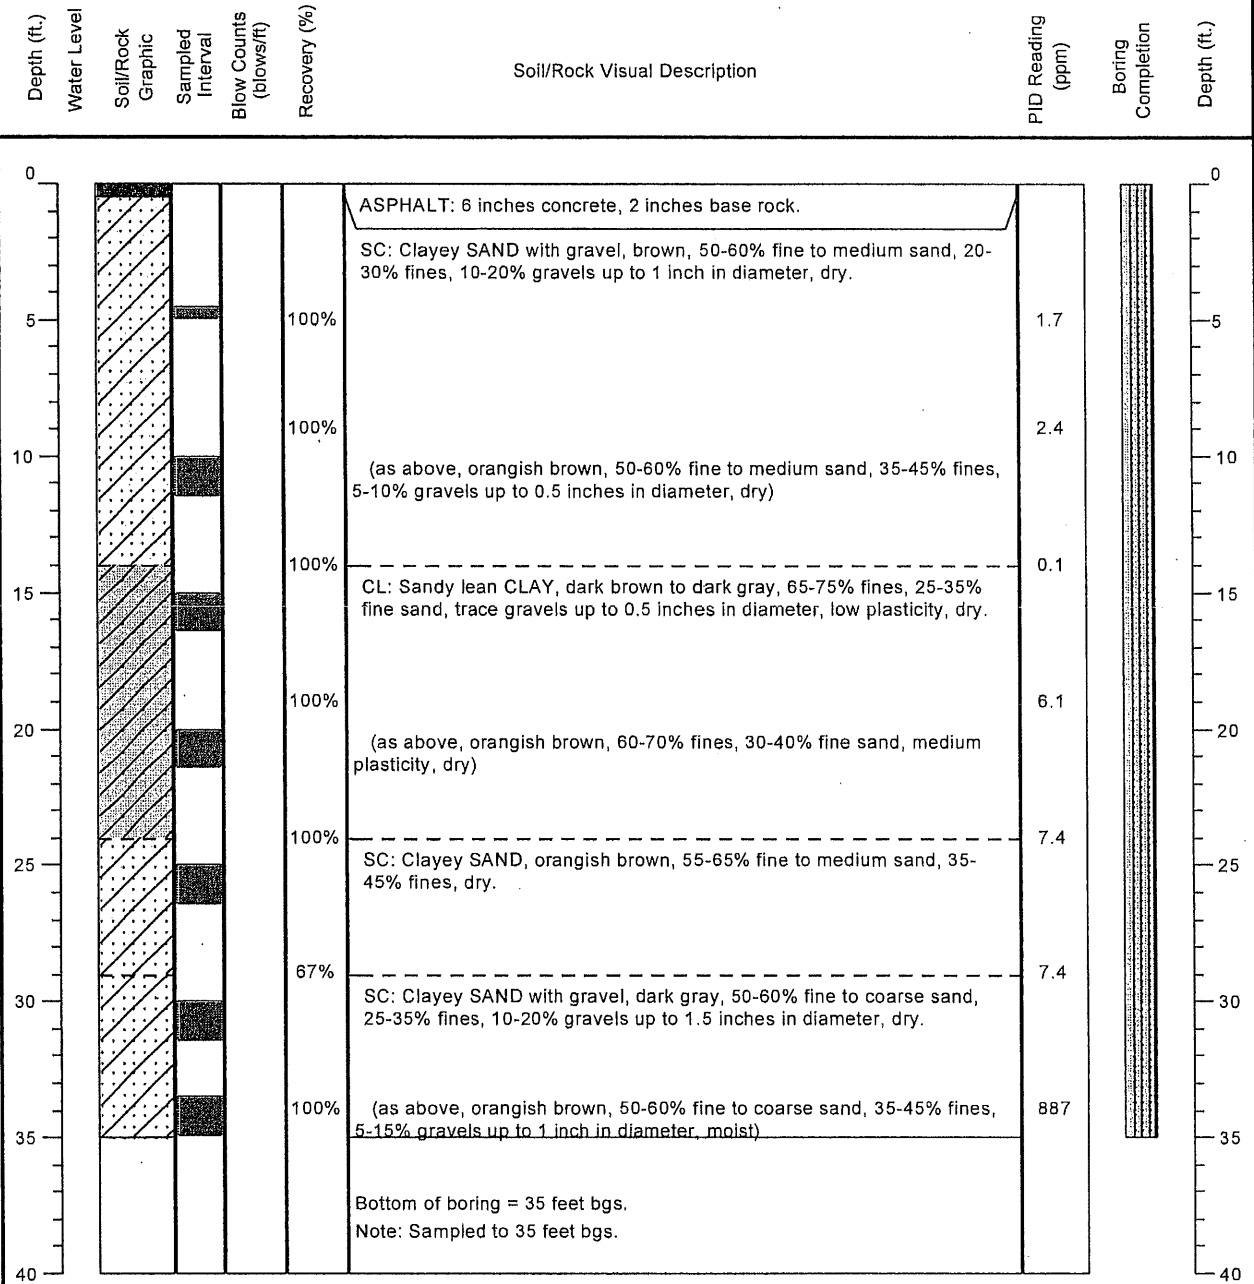 Depth (ft.)
Water Level
Soil/Rock
Graphic
Sampled
Interval
Blow Counts
(blows/ft)
Recovery (%)
Soil/Rock Visual Description
PID Reading
(ppm)
Boring
Completion
Depth (ft.)
0
0
ASPHALT: 6 inches concrete, 2 inches base rock.
SC: Clayey SAND with gravel, brown, 50-60% fine to medium sand, 20-
30% fines, 10-20% gravels up to 1 inch in diameter, dry.
5
100%
1.7
5
100%
2.4
10
10
(as above, orangish brown, 50-60% fine to medium sand, 35-45% fines,
5-10% gravels up to 0.5 inches in diameter, dry)
100%
0.1
CL: Sandy lean CLAY, dark brown to dark gray, 65-75% fines, 25-35%
15
15
fine sand, trace gravels up to 0.5 inches in diameter, low plasticity, dry.
100%
6.1
20
20
(as above, orangish brown, 60-70% fines, 30-40% fine sand, medium
plasticity, dry)
100%
7.4
SC: Clayey SAND, orangish brown, 55-65% fine to medium sand, 35-
25
25
45% fines, dry.
67%
7.4
SC: Clayey SAND with gravel, dark gray, 50-60% fine to coarse sand,
30
30
25-35% fines, 10-20% gravels up to 1.5 inches in diameter, dry.
100%
(as above, orangish brown, 50-60% fine to coarse sand, 35-45% fines,
887
5-15% gravels up to 1 inch in diameter, moist)
35
35
Bottom of boring = 35 feet bgs.
Note: Sampled to 35 feet bgs.
40
40